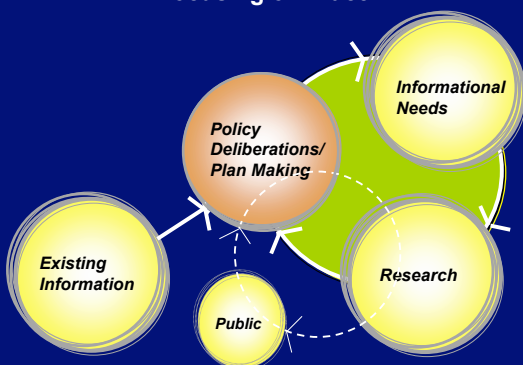 Informational
Needs
Policy
Deliberations/
Plan Making
Existing
Information
Research
Public